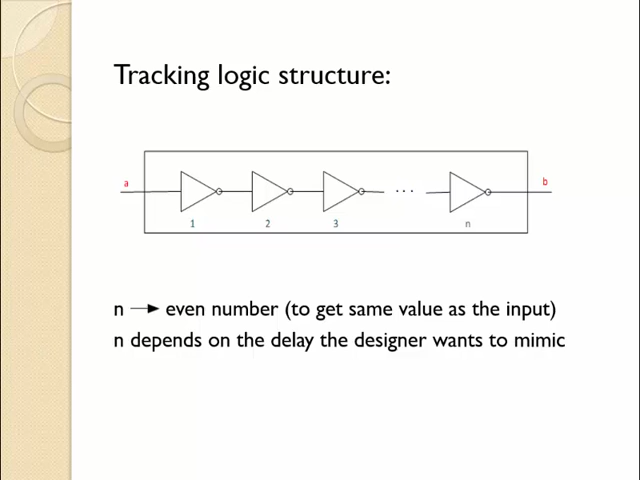 Tracking logic structure:
a
b
1 2 3 n
n → even number (to get same value as the input)
n depends on the delay the designer wants to mimic